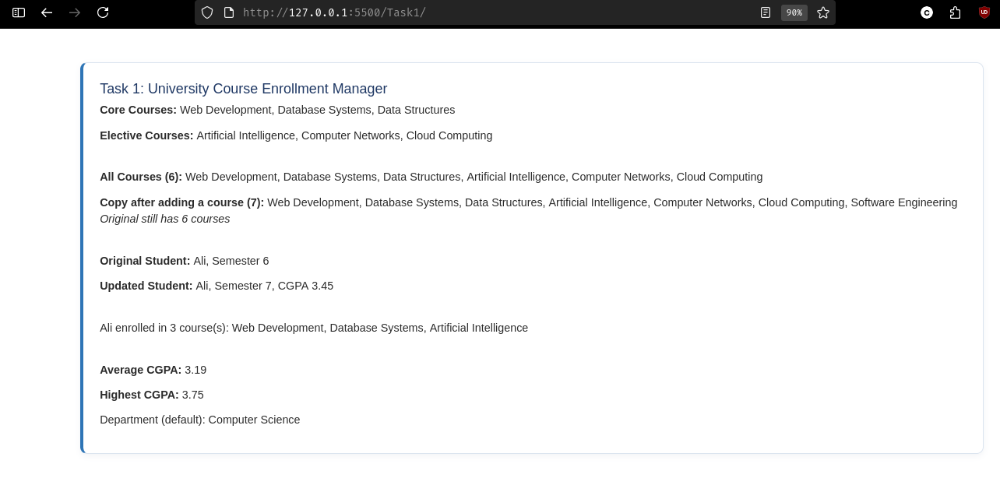 http://127.0.0.1:5500/Task1/
90%
C
UD
Task 1: University Course Enrollment Manager
Core Courses: Web Development, Database Systems, Data Structures
Elective Courses: Artificial Intelligence, Computer Networks, Cloud Computing
All Courses (6): Web Development, Database Systems, Data Structures, Artificial Intelligence, Computer Networks, Cloud Computing
Copy after adding a course (7): Web Development, Database Systems, Data Structures, Artificial Intelligence, Computer Networks, Cloud Computing, Software Engineering
Original still has 6 courses
Original Student: Ali, Semester 6
Updated Student: Ali, Semester 7, CGPA 3.45
Ali enrolled in 3 course(s): Web Development, Database Systems, Artificial Intelligence
Average CGPA: 3.19
Highest CGPA: 3.75
Department (default): Computer Science